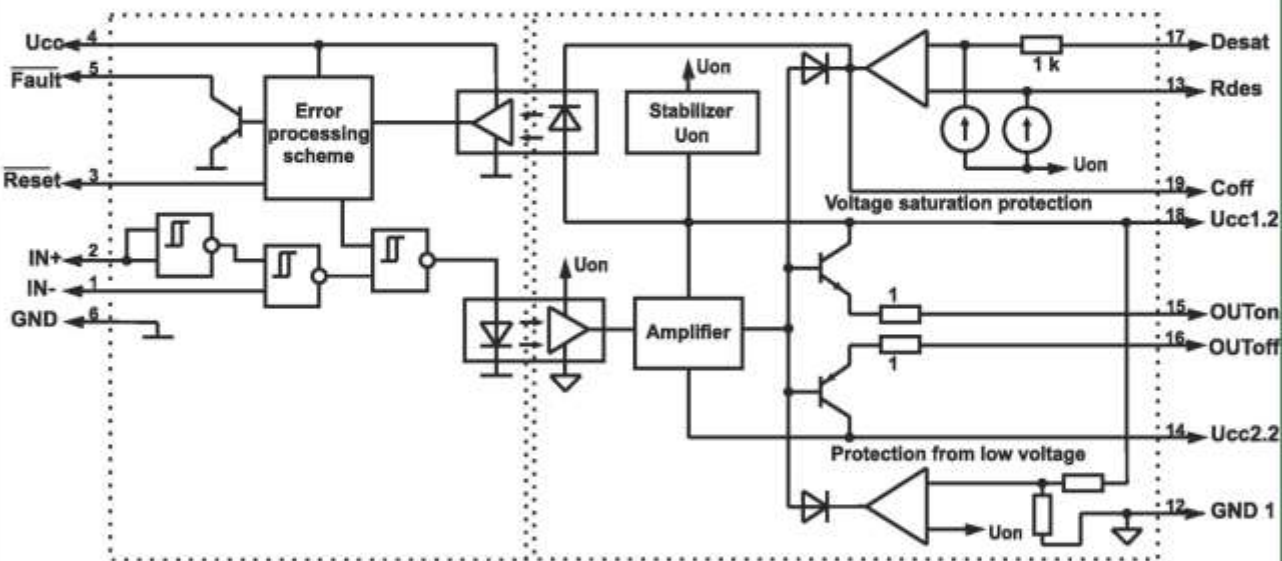 Ucc 4
Fault 5
Reset 3
IN+ 2
IN- 1
GND 6
Error
processing
scheme
Uon
Stabilizer
Uon
Uon
Amplifier
17 Desat
1 k
13 Rdes
Uon
19 Coff
Voltage saturation protection
18 Ucc1.2
1
15 OUTon
16 OUToff
1
14 Ucc2.2
Protection from low voltage
12 GND 1
Uon